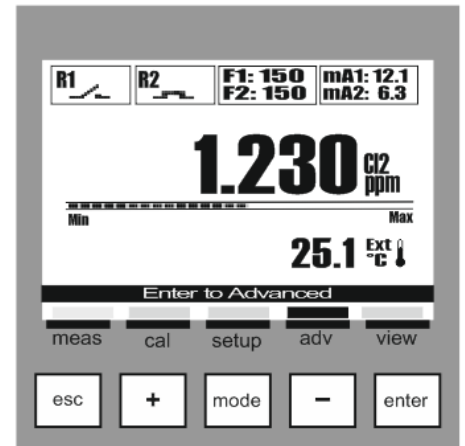 R1 R2 F1: 150 mA1: 12.1
F2: 150 mA2: 6.3
1.230 Cl2 ppm
Min Max
25.1 Ext °C
Enter to Advanced
meas cal setup adv view
esc + mode − enter